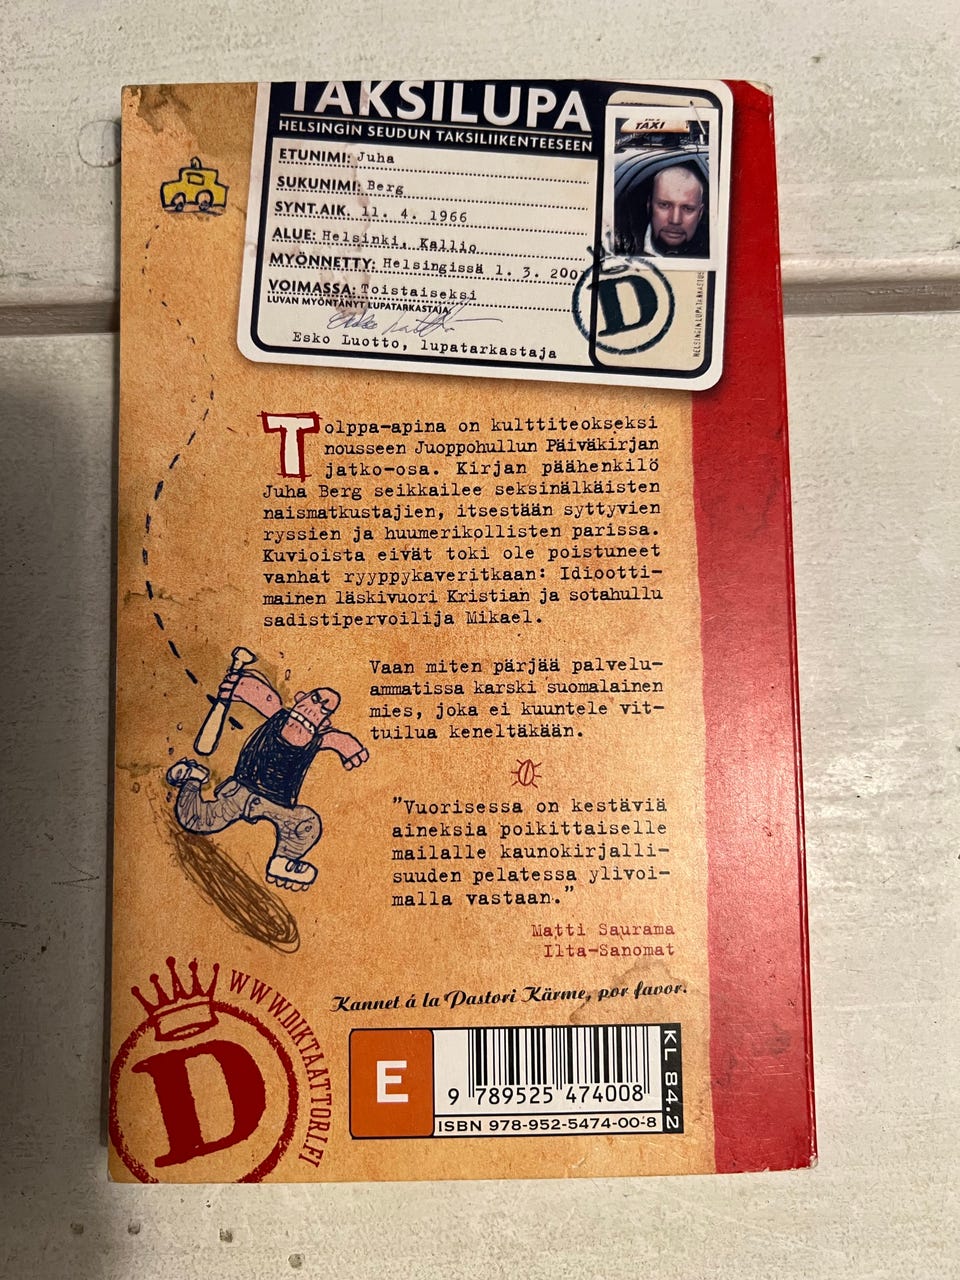 TAKSILUPA
HELSINGIN SEUDUN TAKSILIIKENTEESEEN
ETUNIMI: Juha
SUKUNIMI: Berg
SYNT.AIK. 11. 4. 1966
ALUE: Helsinki, Kallio
MYÖNNETTY: Helsingissä 1. 3. 200
VOIMASSA: Toistaiseksi
LUVAN MYÖNTÄNYT LUPATARKASTAJA:
Esko Luotto, lupatarkastaja
TAXI
D
HELSINGIN LUPATARKASTUS
Tolppa-apina on kulttiteokseksi
nousseen Juoppohullun Päiväkirjan
jatko-osa. Kirjan päähenkilö
Juha Berg seikkailee seksinälkäisten
naismatkustajien, itsestään syttyvien
ryssien ja huumerikollisten parissa.
Kuvioista eivät toki ole poistuneet
vanhat ryyppykaveritkaan: Idiootti-
mainen läskivuori Kristian ja sotahullu
sadistipervoilija Mikael.
Vaan miten pärjää palvelu-
ammatissa karski suomalainen
mies, joka ei kuuntele vit-
tuilua keneltäkään.
"Vuorisessa on kestäviä
aineksia poikittaiselle
mailalle kaunokirjalli-
suuden pelatessa ylivoi-
malla vastaan."
Matti Saurama
Ilta-Sanomat
Kannet á la Pastori Kärme, por favor.
WWW.DIKTAATTORI.FI
D
E
9 789525 474008
ISBN 978-952-5474-00-8
KL 84.2